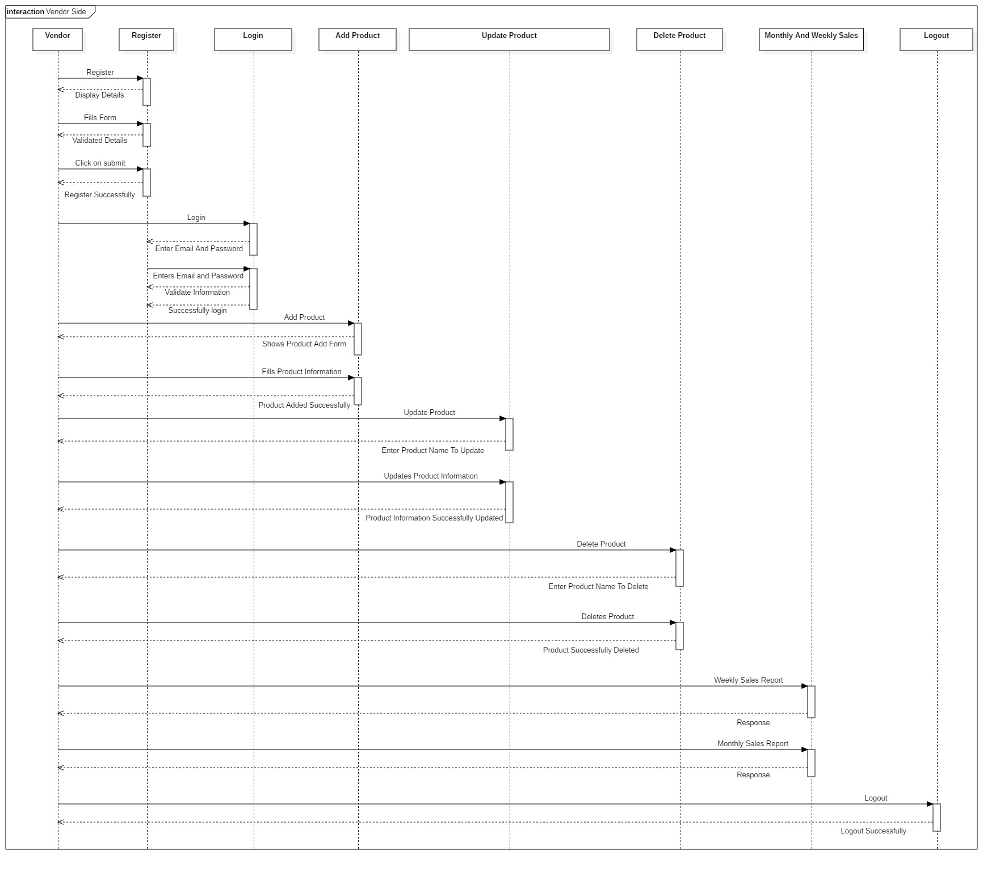 interaction Vendor Side
Vendor
Register
Login
Add Product
Update Product
Delete Product
Monthly And Weekly Sales
Logout
Register
Display Details
Fills Form
Validated Details
Click on submit
Register Successfully
Login
Enter Email And Password
Enters Email and Password
Validate Information
Successfully login
Add Product
Shows Product Add Form
Fills Product Information
Product Added Successfully
Update Product
Enter Product Name To Update
Updates Product Information
Product Information Successfully Updated
Delete Product
Enter Product Name To Delete
Deletes Product
Product Successfully Deleted
Weekly Sales Report
Response
Monthly Sales Report
Response
Logout
Logout Successfully